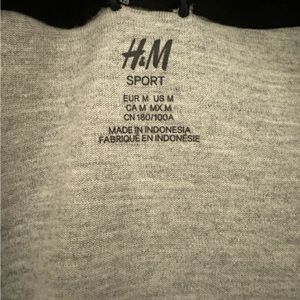 H&M
SPORT
EUR M US M
CA M MX M
CN 180/100A
MADE IN INDONESIA
FABRIQUÉ EN INDONÉSIE